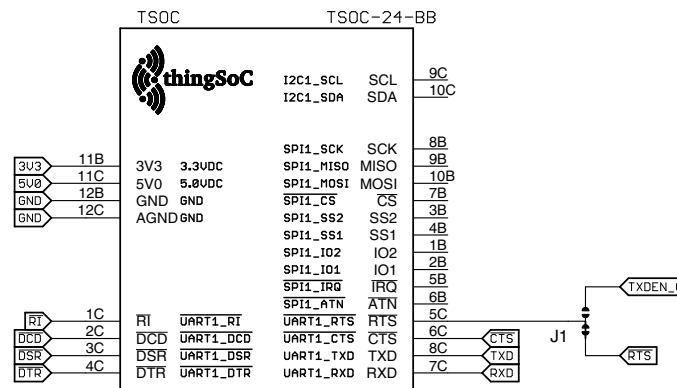 TSOC TSOC-24-BB
thingSoC
I2C1_SCL SCL 9C
I2C1_SDA SDA 10C
SPI1_SCK SCK 8B
3V3 11B 3V3 3.3VDC SPI1_MISO MISO 9B
5V0 11C 5V0 5.0VDC SPI1_MOSI MOSI 10B
GND 12B GND GND SPI1_CS CS 7B
GND 12C AGND GND SPI1_SS2 SS2 3B
SPI1_SS1 SS1 4B
SPI1_IO2 IO2 1B
SPI1_IO1 IO1 2B
SPI1_IRQ IRQ 5B
TXDEN_
SPI1_ATN ATN 6B
RI 1C RI UART1_RI UART1_RTS RTS 5C
DCD 2C DCD UART1_DCD UART1_CTS CTS 6C CTS J1
DSR 3C DSR UART1_DSR UART1_TXD TXD 8C TXD RTS
DTR 4C DTR UART1_DTR UART1_RXD RXD 7C RXD